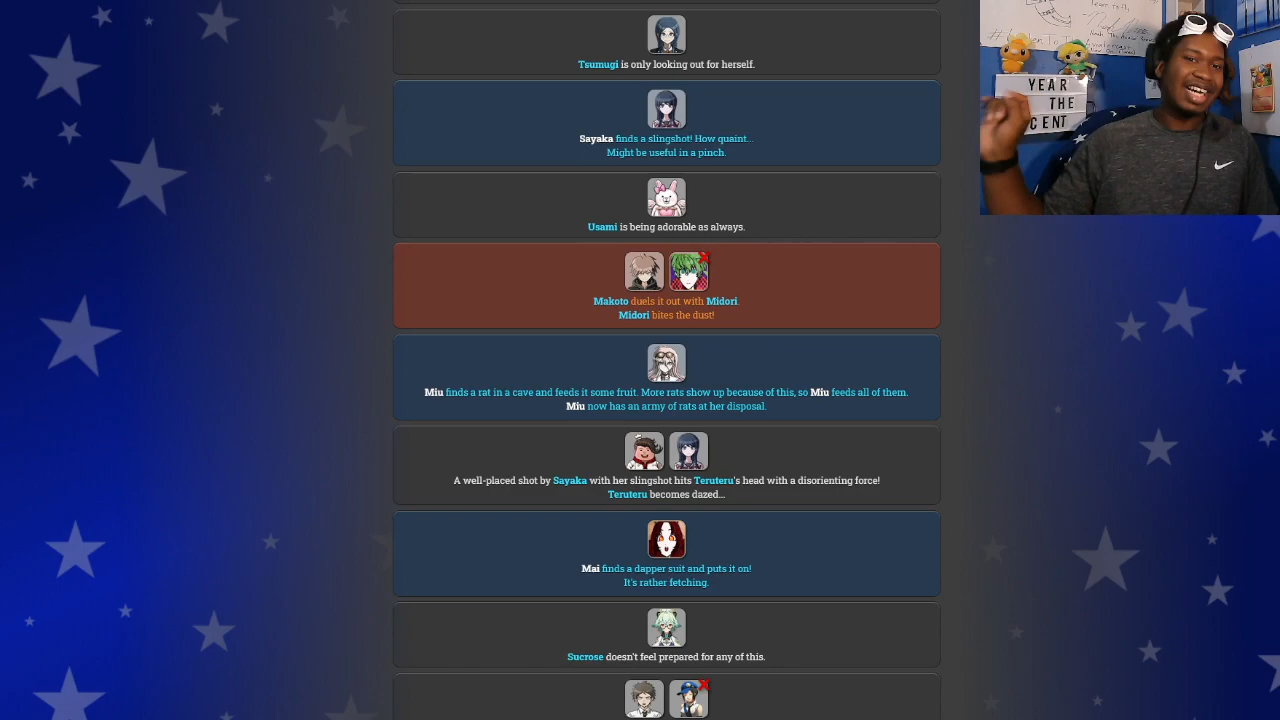 Tsumugi is only looking out for herself.
Sayaka finds a slingshot! How quaint...
Might be useful in a pinch.
Usami is being adorable as always.
Makoto duels it out with Midori.
Midori bites the dust!
Miu finds a rat in a cave and feeds it some fruit. More rats show up because of this, so Miu feeds all of them.
Miu now has an army of rats at her disposal.
A well-placed shot by Sayaka with her slingshot hits Teruteru's head with a disorienting force!
Teruteru becomes dazed...
Mai finds a dapper suit and puts it on!
It's rather fetching.
Sucrose doesn't feel prepared for any of this.
YEAR
THE
CENT